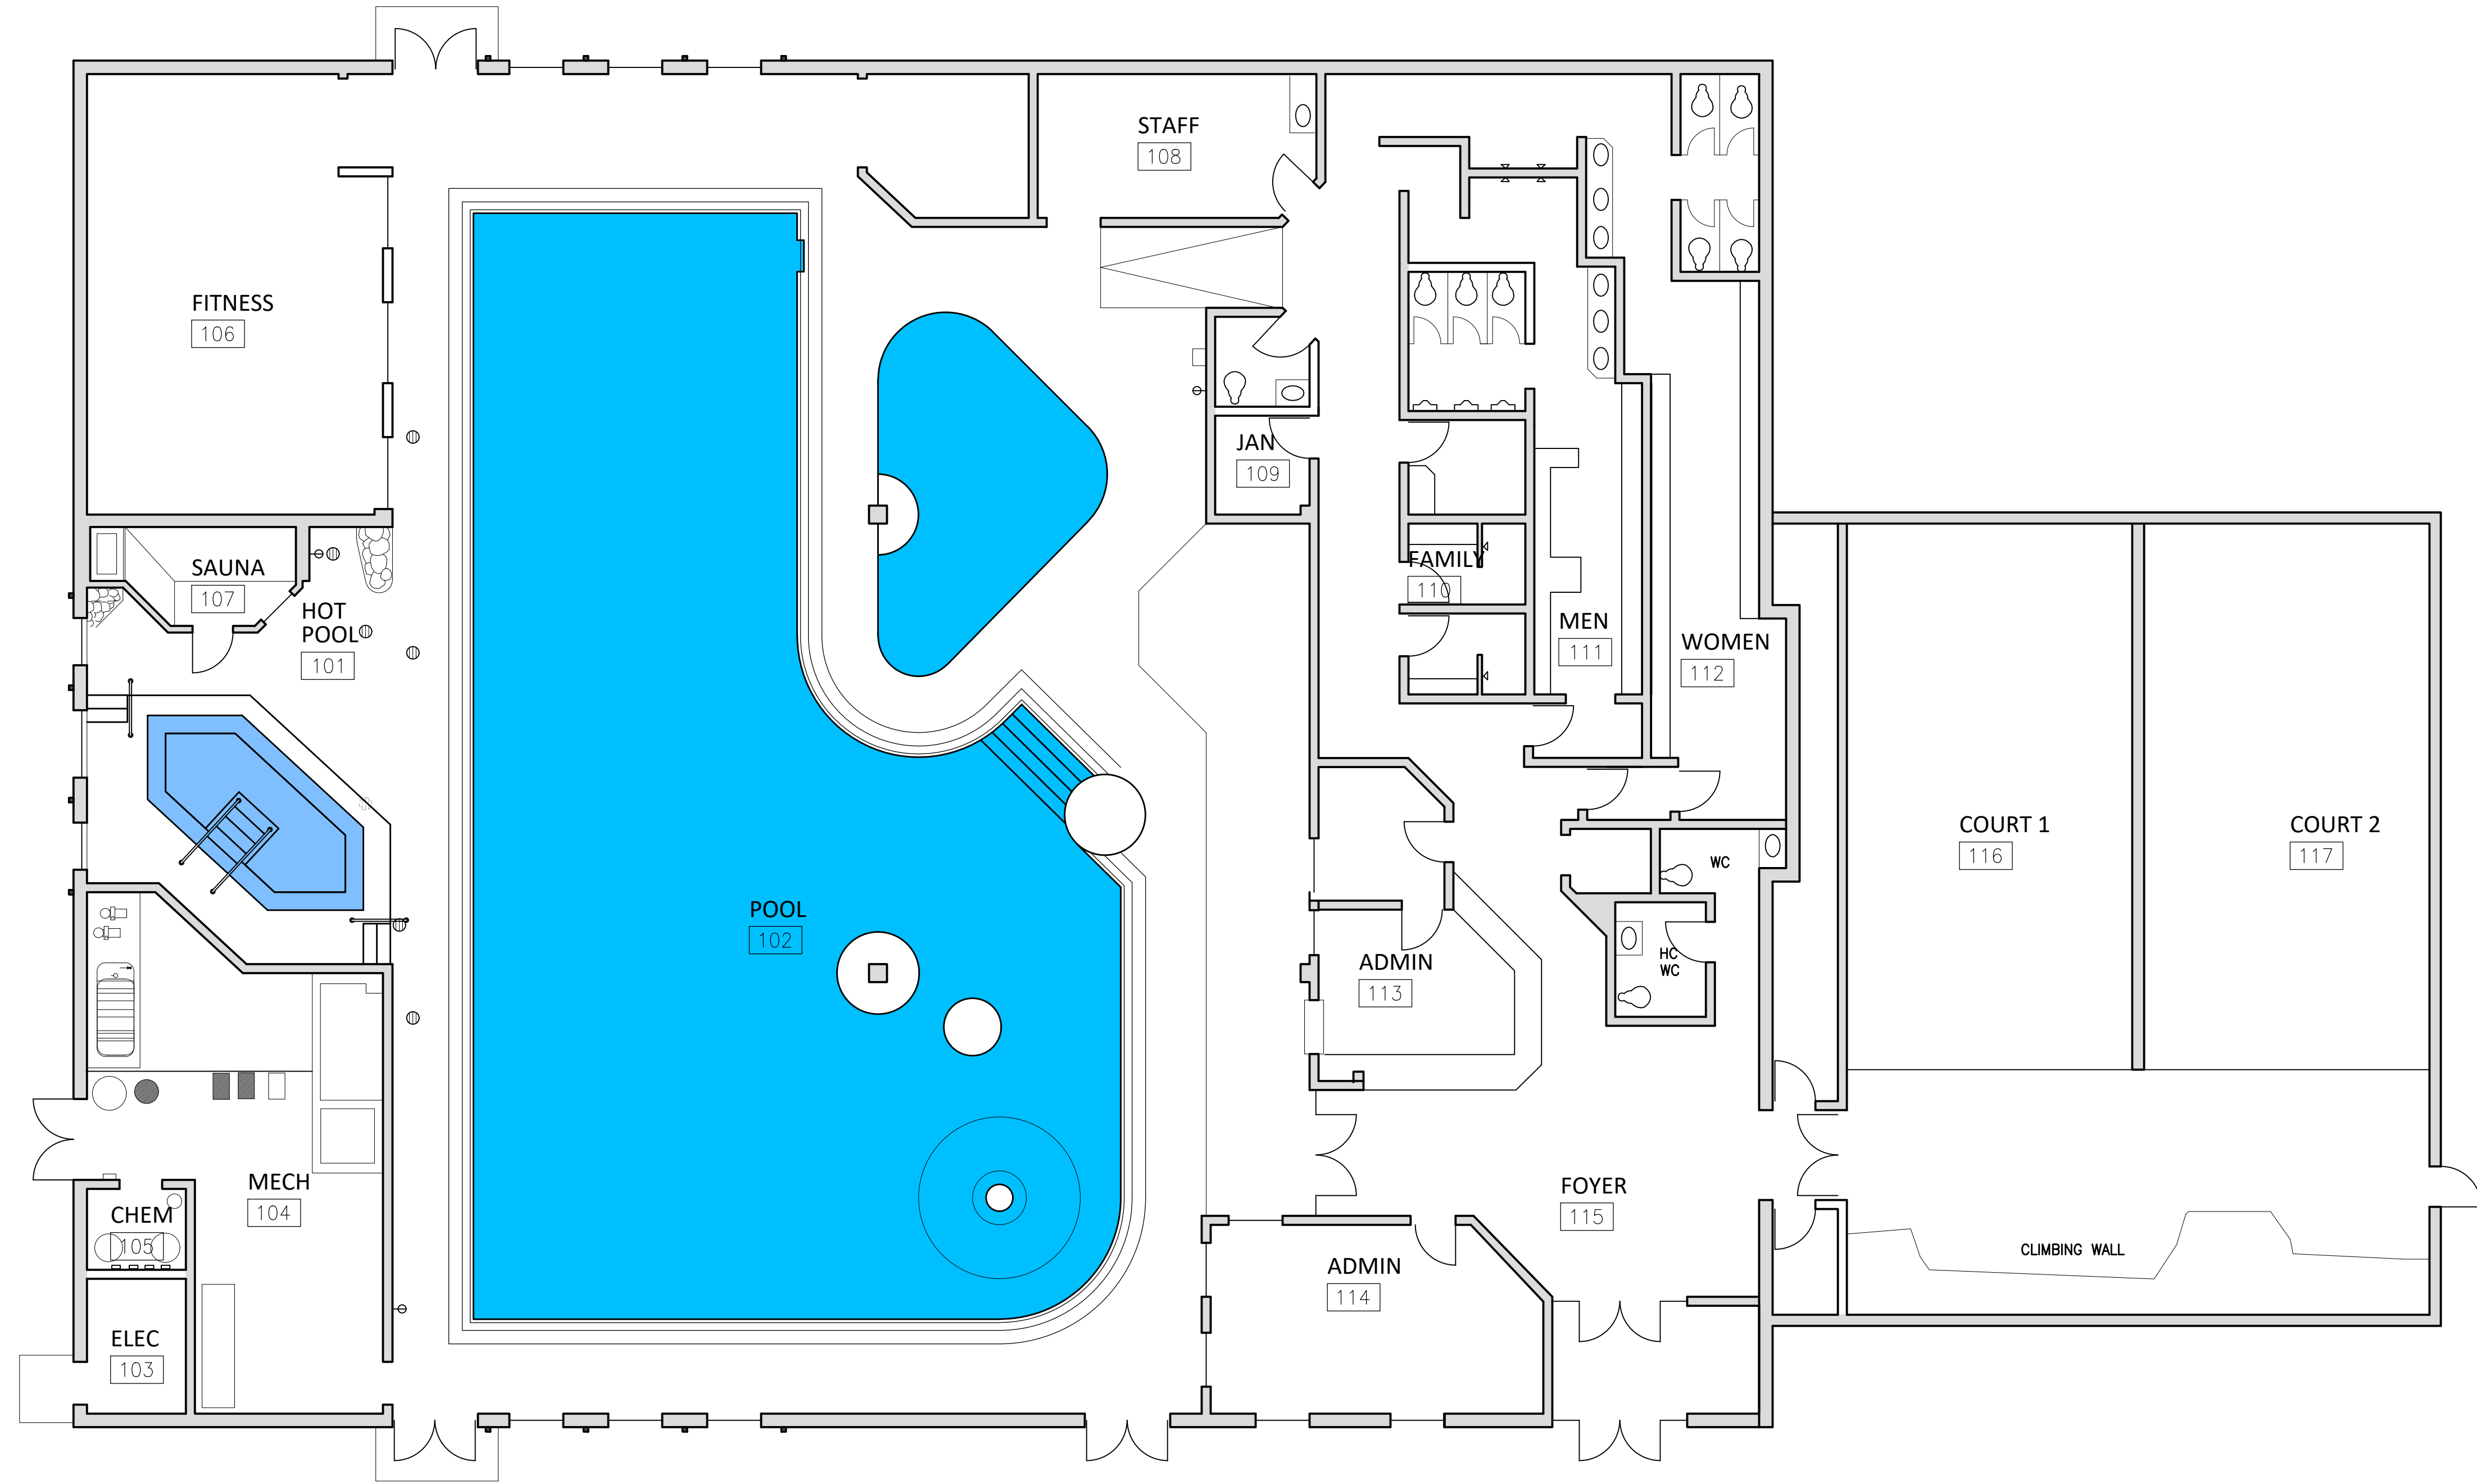 STAFF
108
FITNESS
106
JAN
109
SAUNA
107
HOT
POOL
101
FAMILY
110
MEN
111
WOMEN
112
COURT 1
116
COURT 2
117
WC
POOL
102
ADMIN
113
HC
WC
MECH
104
CHEM
105
FOYER
115
CLIMBING WALL
ADMIN
114
ELEC
103